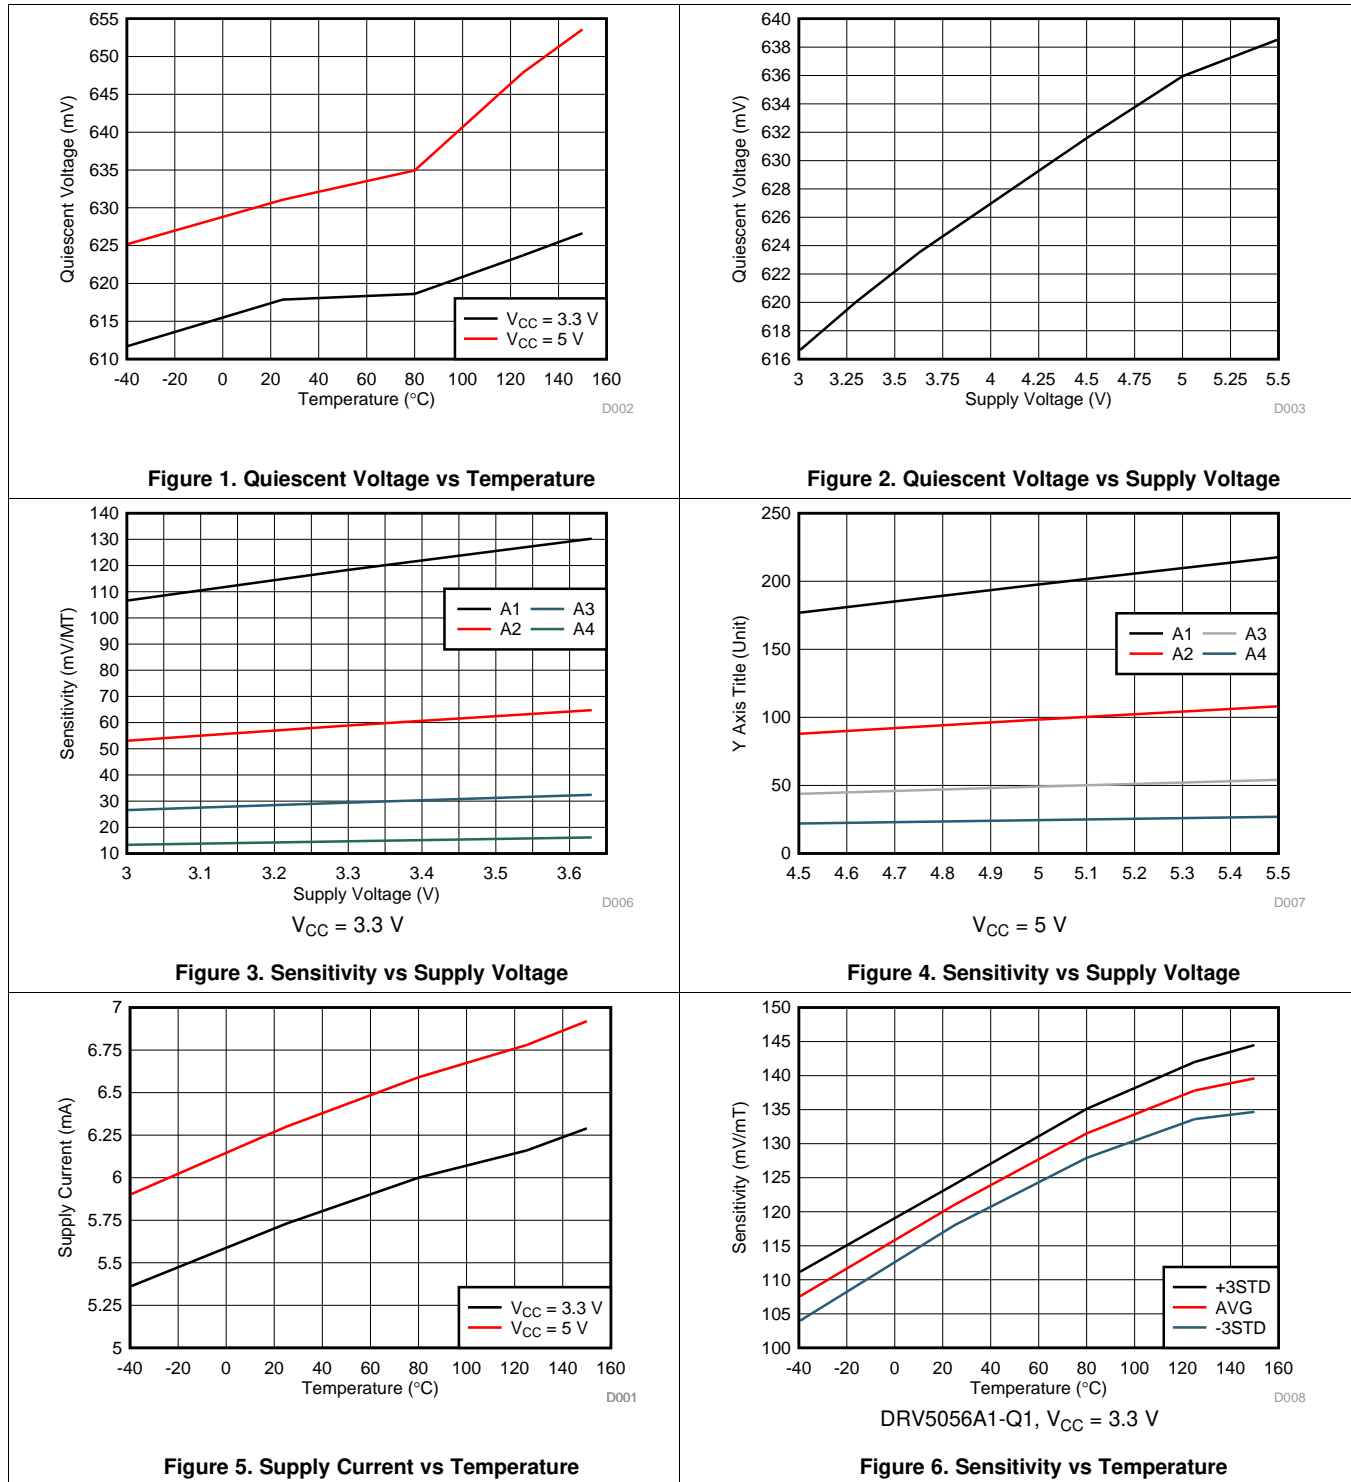 655
650
645
640
635
630
625
620
615
610
Quiescent Voltage (mV)
-40 -20 0 20 40 60 80 100 120 140 160
Temperature (°C)
VCC = 3.3 V
VCC = 5 V
D002
Figure 1. Quiescent Voltage vs Temperature
640
638
636
634
632
630
628
626
624
622
620
618
616
Quiescent Voltage (mV)
3 3.25 3.5 3.75 4 4.25 4.5 4.75 5 5.25 5.5
Supply Voltage (V)
D003
Figure 2. Quiescent Voltage vs Supply Voltage
140
130
120
110
100
90
80
70
60
50
40
30
20
10
Sensitivity (mV/MT)
3 3.1 3.2 3.3 3.4 3.5 3.6
Supply Voltage (V)
A1 A3
A2 A4
D006
VCC = 3.3 V
Figure 3. Sensitivity vs Supply Voltage
250
200
150
100
50
0
Y Axis Title (Unit)
4.5 4.6 4.7 4.8 4.9 5 5.1 5.2 5.3 5.4 5.5
A1 A3
A2 A4
D007
VCC = 5 V
Figure 4. Sensitivity vs Supply Voltage
7
6.75
6.5
6.25
6
5.75
5.5
5.25
5
Supply Current (mA)
-40 -20 0 20 40 60 80 100 120 140 160
Temperature (°C)
VCC = 3.3 V
VCC = 5 V
D001
Figure 5. Supply Current vs Temperature
150
145
140
135
130
125
120
115
110
105
100
Sensitivity (mV/mT)
-40 -20 0 20 40 60 80 100 120 140 160
Temperature (°C)
+3STD
AVG
-3STD
D008
DRV5056A1-Q1, VCC = 3.3 V
Figure 6. Sensitivity vs Temperature